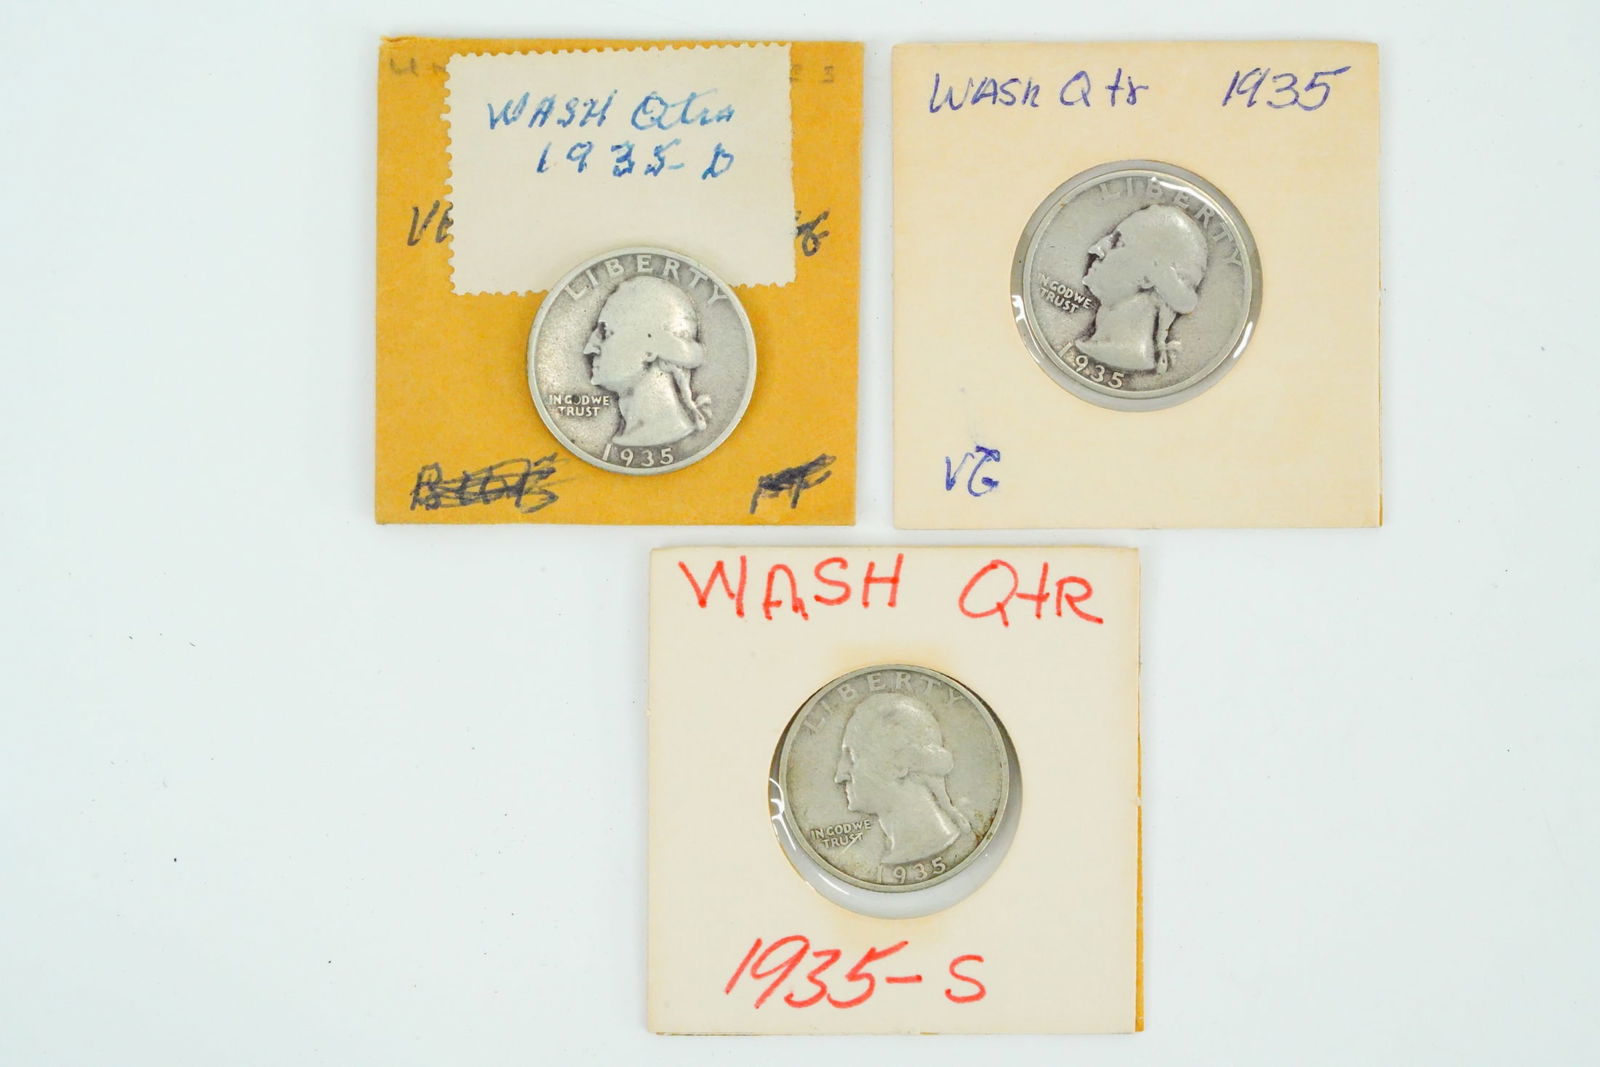 WASH Qtr
1935-D
LIBERTY
IN GOD WE
TRUST
1935
WASh Qtr 1935
LIBERTY
IN GOD WE
TRUST
1935
VG
WASH QtR
LIBERTY
IN GOD WE
TRUST
1935
1935-S